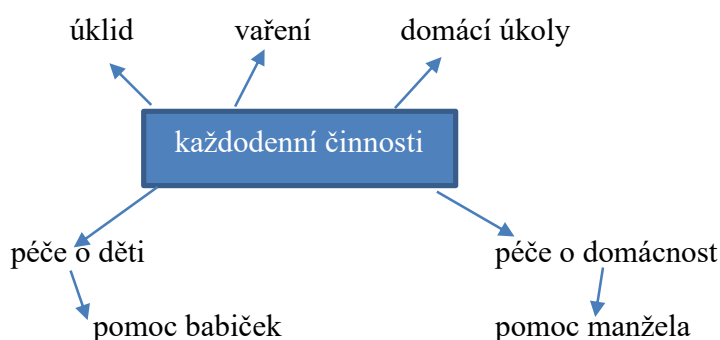 úklid vaření domácí úkoly
každodenní činnosti
péče o děti péče o domácnost
pomoc babiček pomoc manžela